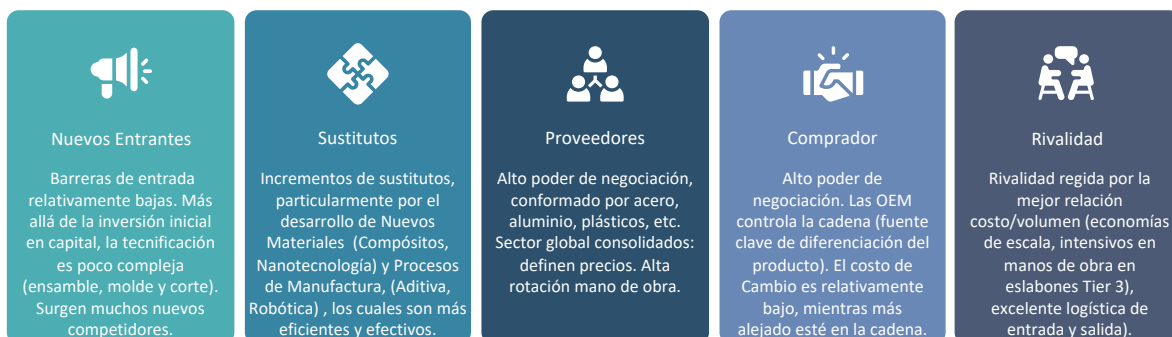 Nuevos Entrantes
Barreras de entrada
relativamente bajas. Más
allá de la inversión inicial
en capital, la tecnificación
es poco compleja
(ensamble, molde y corte).
Surgen muchos nuevos
competidores.
Sustitutos
Incrementos de sustitutos,
particularmente por el
desarrollo de Nuevos
Materiales (Compósitos,
Nanotecnología) y Procesos
de Manufactura, (Aditiva,
Robótica) , los cuales son más
eficientes y efectivos.
Proveedores
Alto poder de negociación,
conformado por acero,
aluminio, plásticos, etc.
Sector global consolidados:
definen precios. Alta
rotación mano de obra.
Comprador
Alto poder de
negociación. Las OEM
controla la cadena (fuente
clave de diferenciación del
producto). El costo de
Cambio es relativamente
bajo, mientras más
alejado esté en la cadena.
Rivalidad
Rivalidad regida por la
mejor relación
costo/volumen (economías
de escala, intensivos en
manos de obra en
eslabones Tier 3),
excelente logística de
entrada y salida).